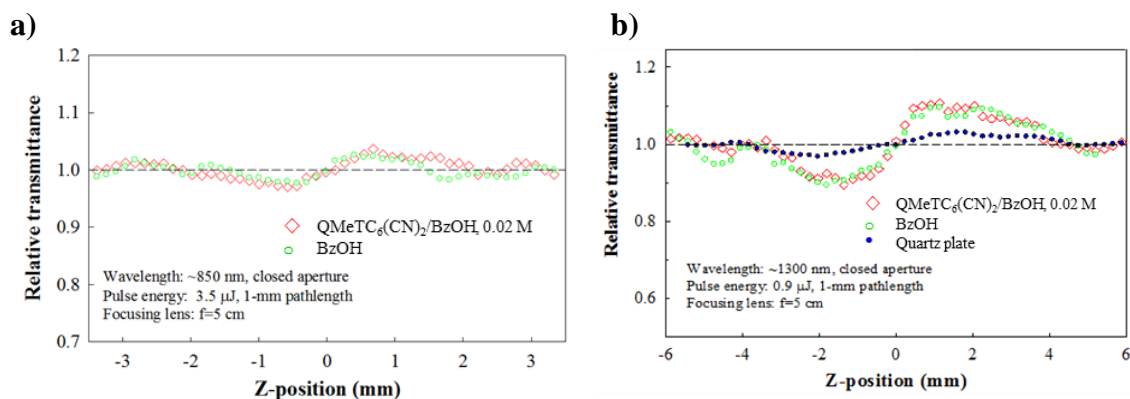 a)
1.2
1.1
1.0
0.9
0.8
0.7
Relative transmittance
QMeTC₆(CN)₂/BzOH, 0.02 M
BzOH
Wavelength: ~850 nm, closed aperture
Pulse energy: 3.5 µJ, 1-mm pathlength
Focusing lens: f=5 cm
-3 -2 -1 0 1 2 3
Z-position (mm)
b)
1.2
1.0
0.8
0.6
Relative transmittance
QMeTC₆(CN)₂/BzOH, 0.02 M
BzOH
Quartz plate
Wavelength: ~1300 nm, closed aperture
Pulse energy: 0.9 µJ, 1-mm pathlength
Focusing lens: f=5 cm
-6 -4 -2 0 2 4 6
Z-position (mm)